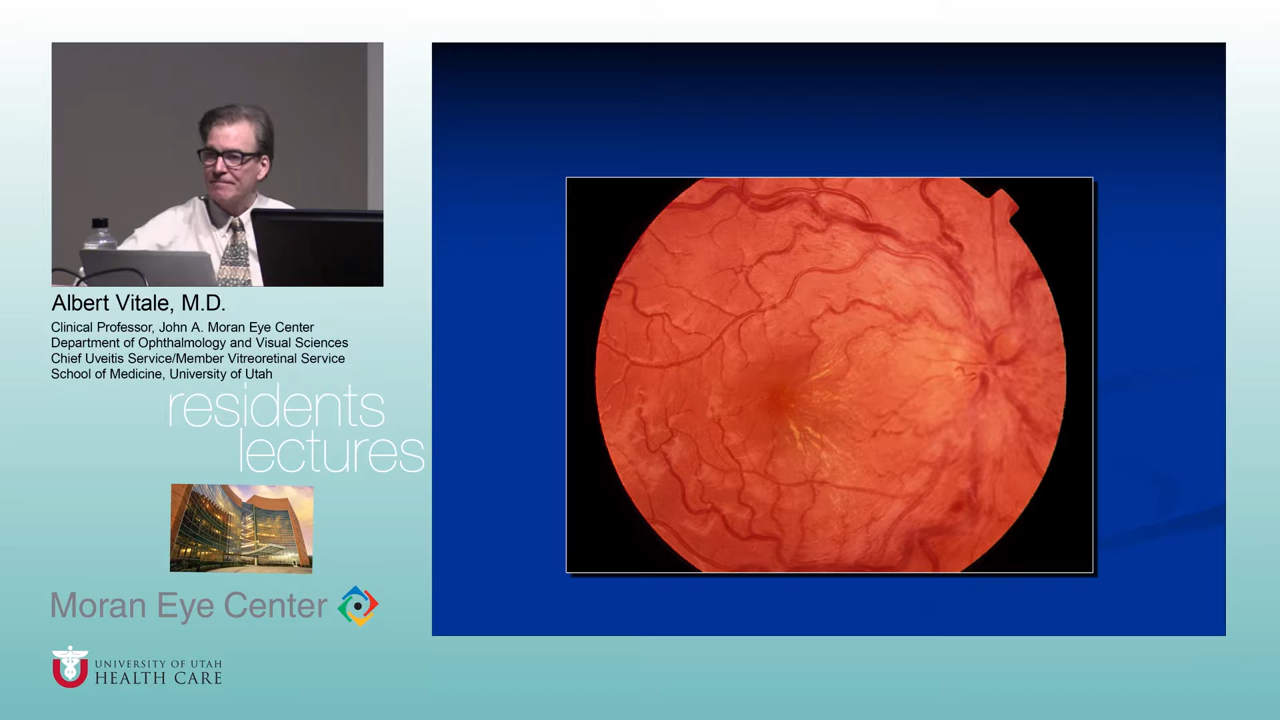 Albert Vitale, M.D.
Clinical Professor, John A. Moran Eye Center
Department of Ophthalmology and Visual Sciences
Chief Uveitis Service/Member Vitreoretinal Service
School of Medicine, University of Utah
residents
lectures
Moran Eye Center
UNIVERSITY OF UTAH
HEALTH CARE